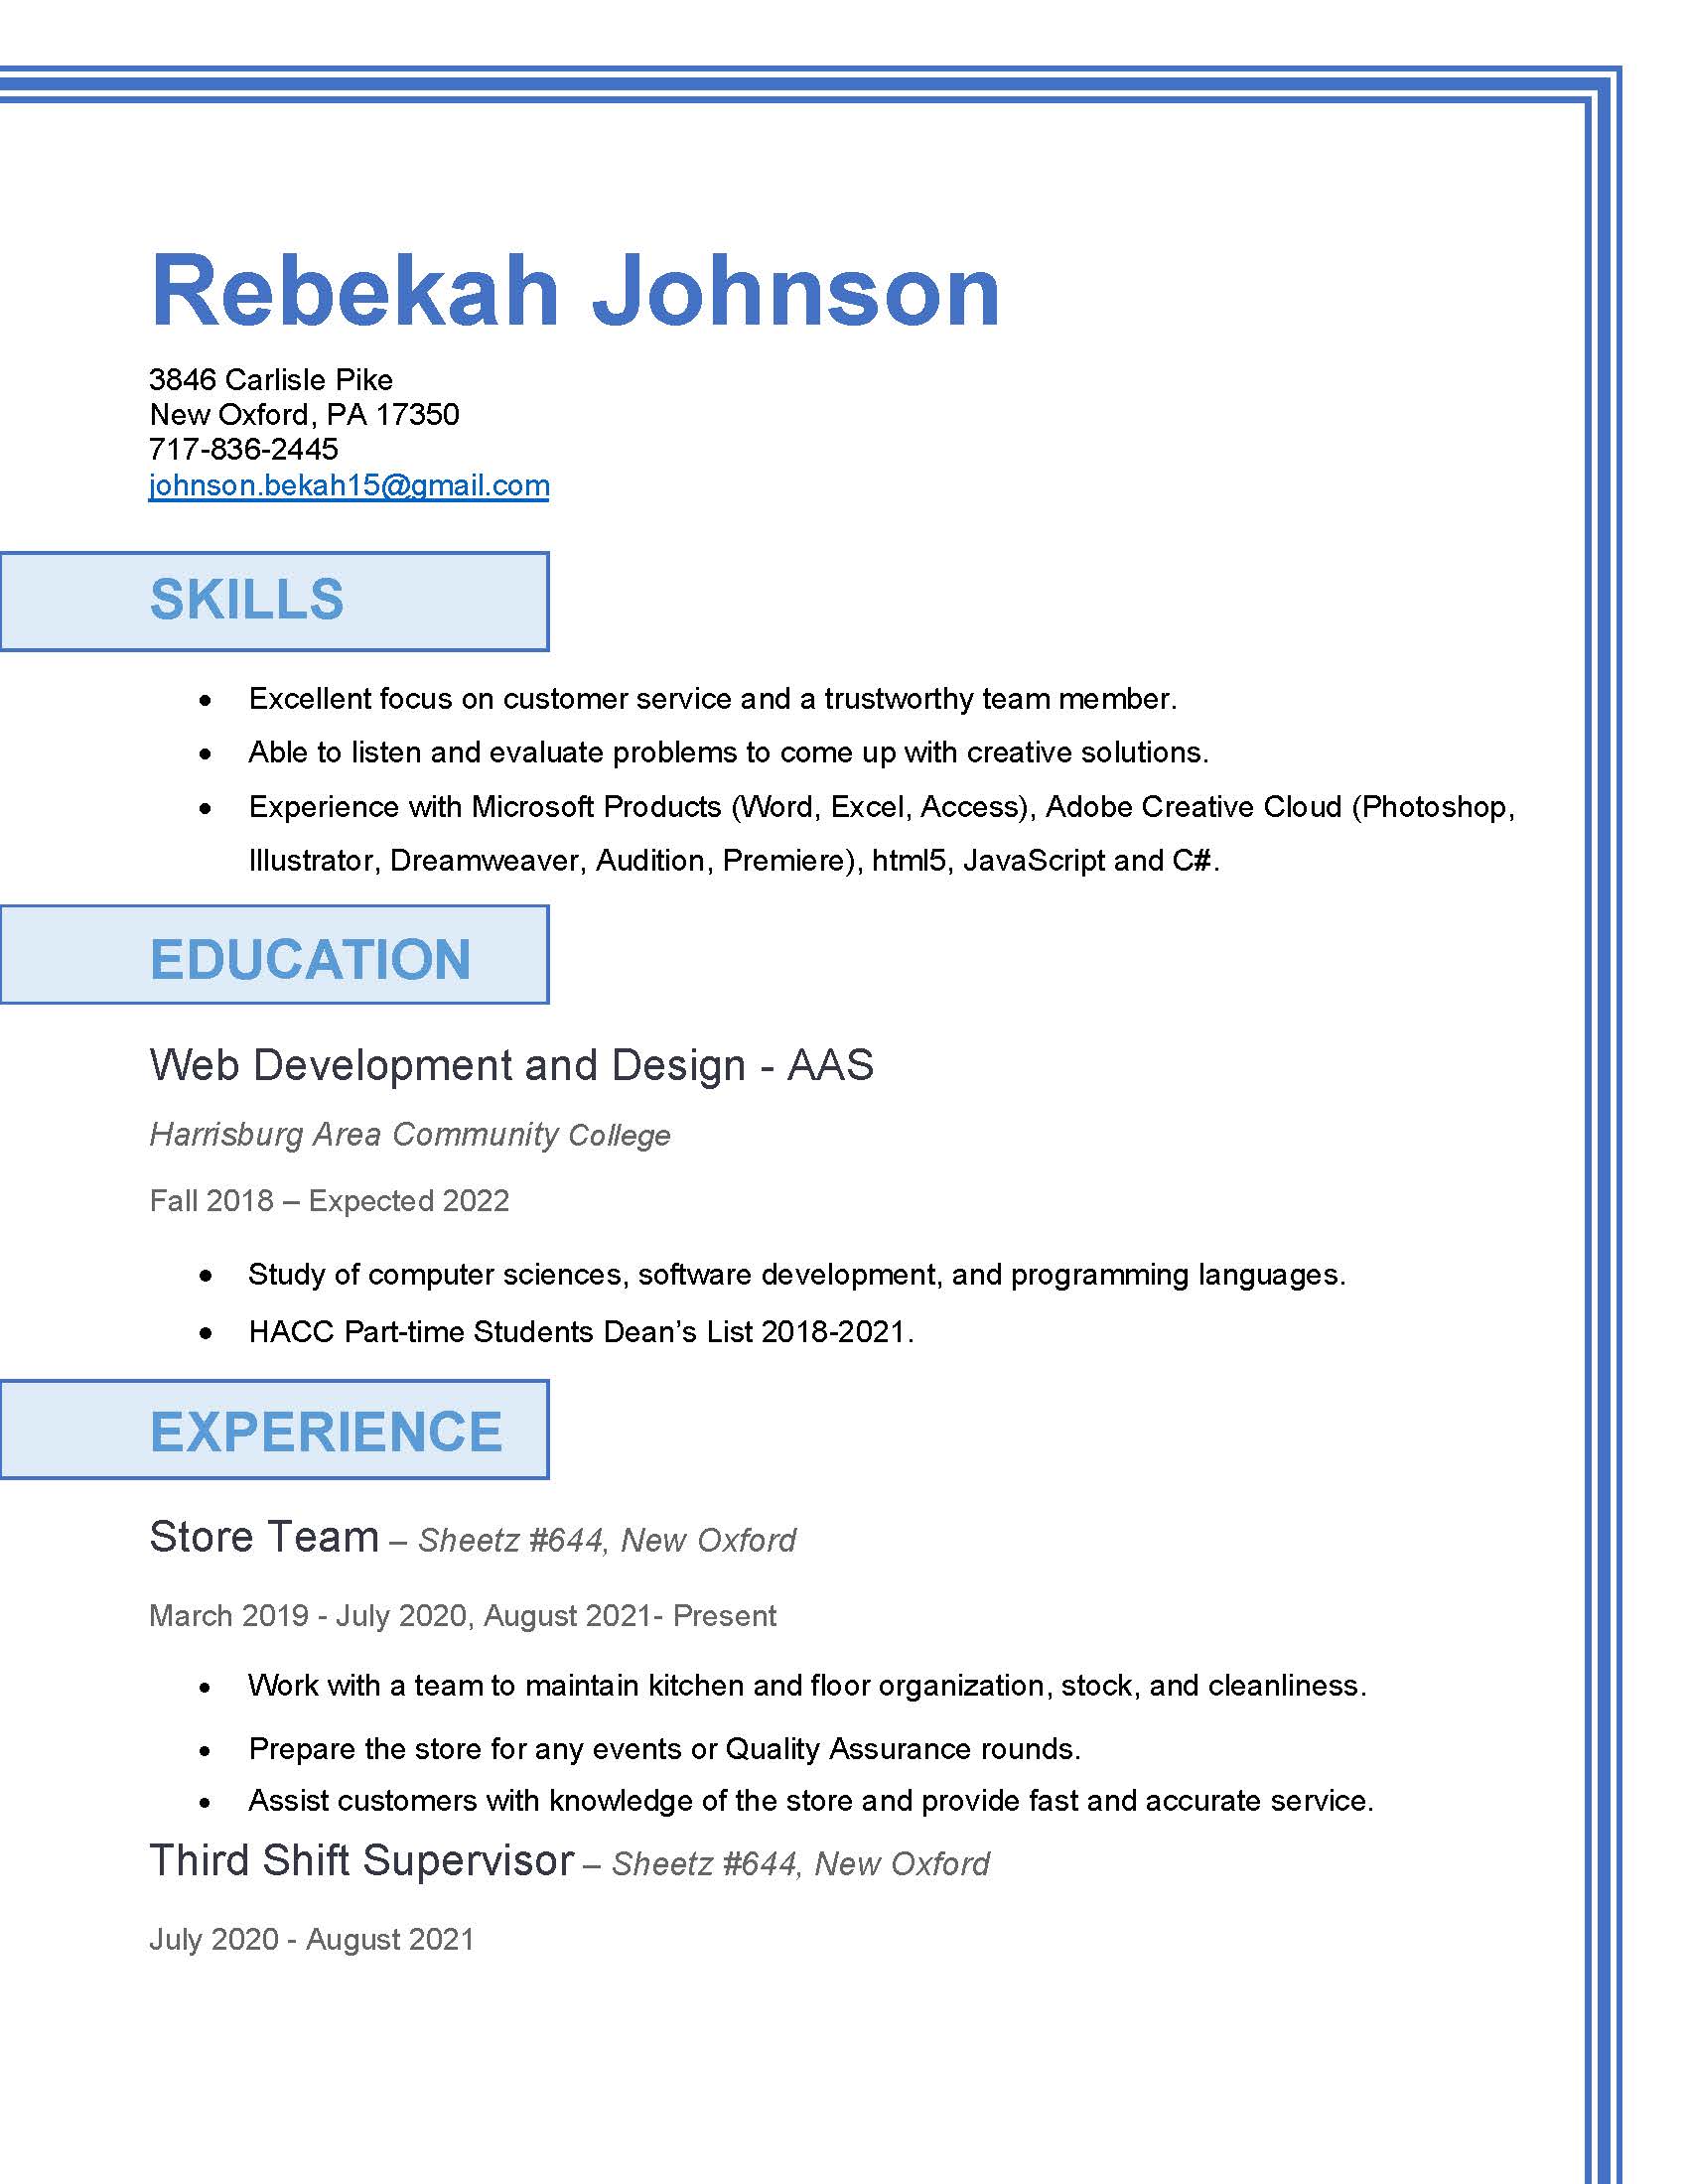 Rebekah Johnson
3846 Carlisle Pike
New Oxford, PA 17350
717-836-2445
johnson.bekah15@gmail.com
SKILLS
• Excellent focus on customer service and a trustworthy team member.
• Able to listen and evaluate problems to come up with creative solutions.
• Experience with Microsoft Products (Word, Excel, Access), Adobe Creative Cloud (Photoshop,
Illustrator, Dreamweaver, Audition, Premiere), html5, JavaScript and C#.
EDUCATION
Web Development and Design - AAS
Harrisburg Area Community College
Fall 2018 – Expected 2022
• Study of computer sciences, software development, and programming languages.
• HACC Part-time Students Dean’s List 2018-2021.
EXPERIENCE
Store Team – Sheetz #644, New Oxford
March 2019 - July 2020, August 2021- Present
• Work with a team to maintain kitchen and floor organization, stock, and cleanliness.
• Prepare the store for any events or Quality Assurance rounds.
• Assist customers with knowledge of the store and provide fast and accurate service.
Third Shift Supervisor – Sheetz #644, New Oxford
July 2020 - August 2021